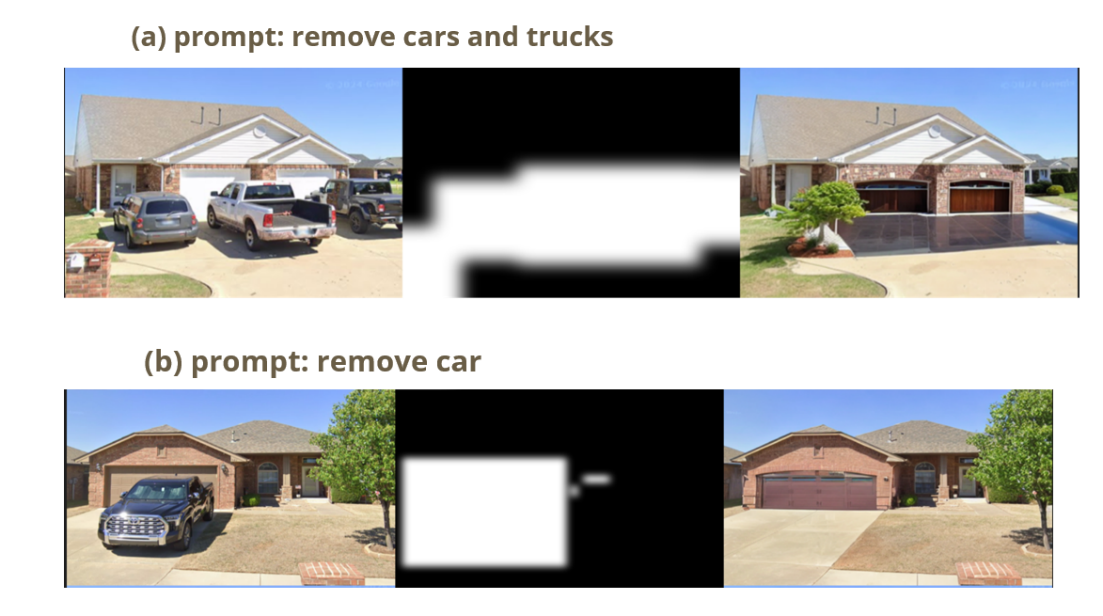 (a) prompt: remove cars and trucks
(b) prompt: remove car